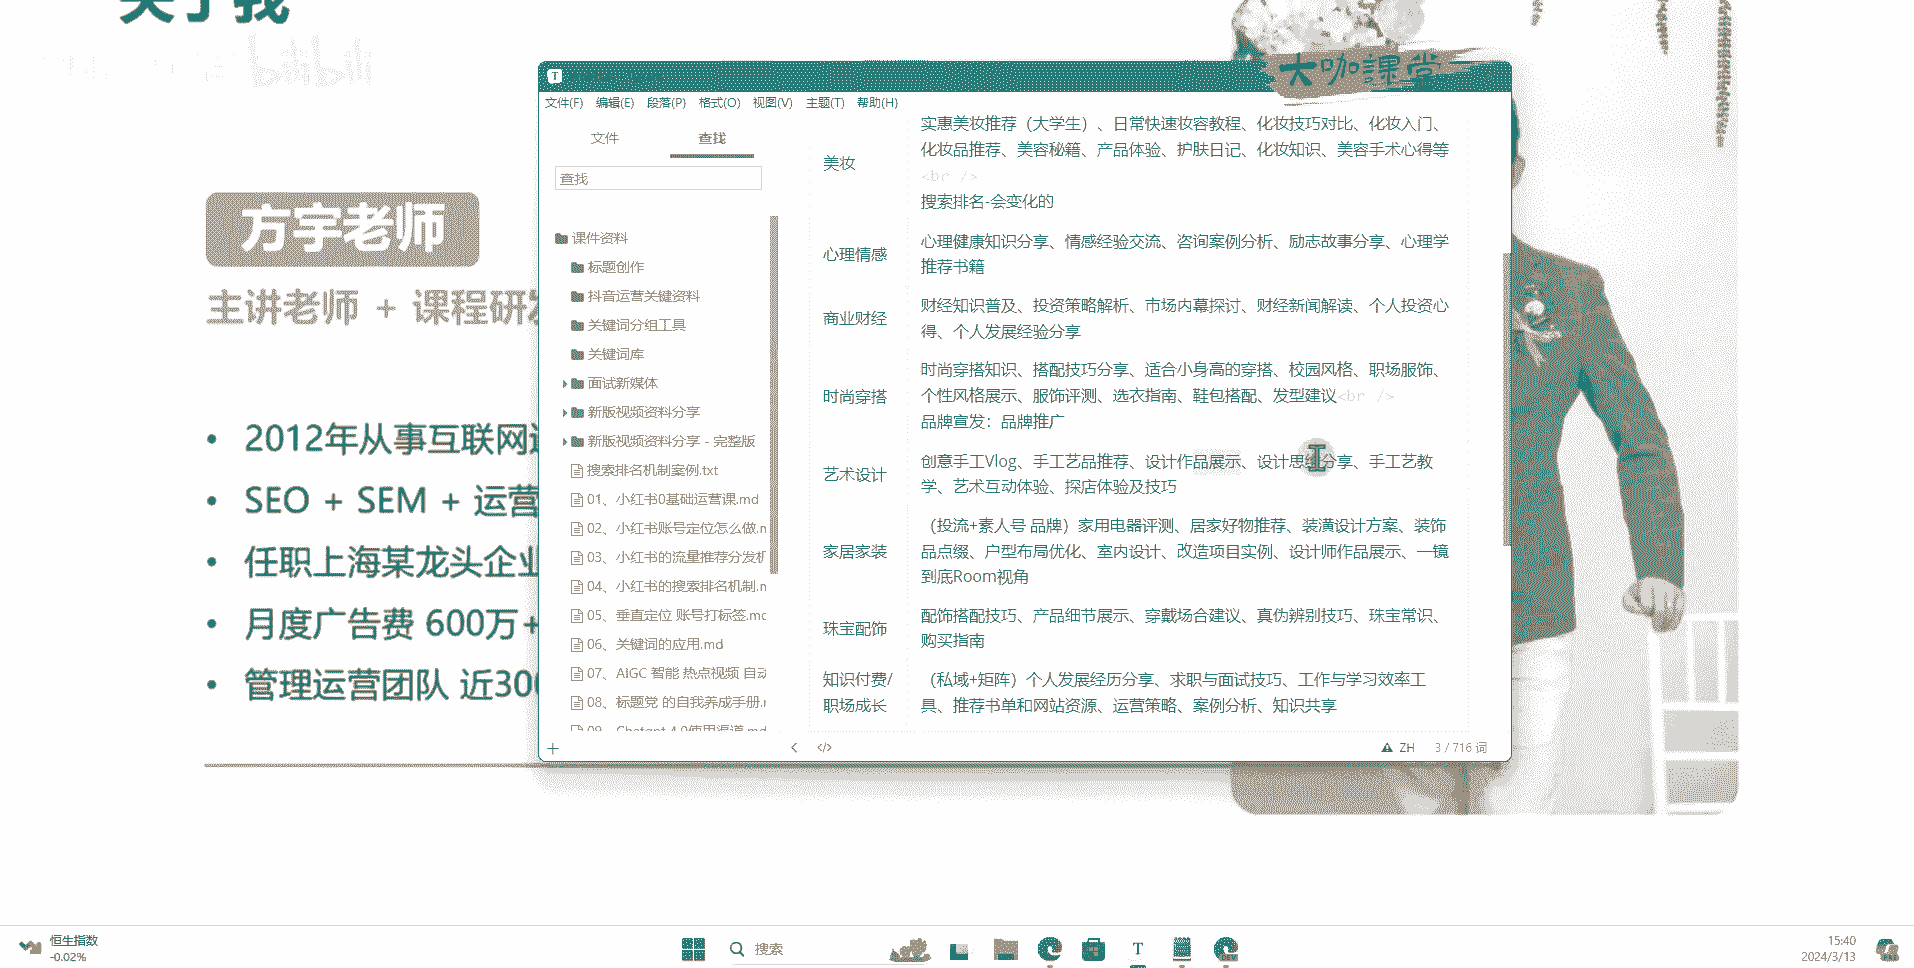 关于我
bilibili
大咖課堂
方宇老师
主讲老师 + 课程研发
2012年从事互联网
SEO + SEM + 运营
任职上海某龙头企业
月度广告费 600万+
管理运营团队 近300
文件(F) 编辑(E) 段落(P) 格式(O) 视图(V) 主题(T) 帮助(H)
文件 查找
查找
课件资料
标题创作
抖音运营关键资料
关键词分组工具
关键词库
面试新媒体
新版视频资料分享
新版视频资料分享 - 完整版
搜索排名机制案例.txt
01、小红书0基础运营课.md
02、小红书账号定位怎么做.m
03、小红书的流量推荐分发机
04、小红书的搜索排名机制.m
05、垂直定位 账号打标签.md
06、关键词的应用.md
07、AIGC 智能 热点视频 自动
08、标题党 的自我养成手册.r
09、Chatgpt 4.0使用渠道.md
美妆
实惠美妆推荐（大学生）、日常快速妆容教程、化妆技巧对比、化妆入门、
化妆品推荐、美容秘籍、产品体验、护肤日记、化妆知识、美容手术心得等
<br />
搜索排名-会变化的
心理情感
心理健康知识分享、情感经验交流、咨询案例分析、励志故事分享、心理学
推荐书籍
商业财经
财经知识普及、投资策略解析、市场内幕探讨、财经新闻解读、个人投资心
得、个人发展经验分享
时尚穿搭
时尚穿搭知识、搭配技巧分享、适合小身高的穿搭、校园风格、职场服饰、
个性风格展示、服饰评测、选衣指南、鞋包搭配、发型建议<br />
品牌宣发：品牌推广
艺术设计
创意手工Vlog、手工艺品推荐、设计作品展示、设计思维分享、手工艺教
学、艺术互动体验、探店体验及技巧
家居家装
（投流+素人号 品牌）家用电器评测、居家好物推荐、装潢设计方案、装饰
品点缀、户型布局优化、室内设计、改造项目实例、设计师作品展示、一镜
到底Room视角
珠宝配饰
配饰搭配技巧、产品细节展示、穿戴场合建议、真伪辨别技巧、珠宝常识、
购买指南
知识付费/
职场成长
（私域+矩阵）个人发展经历分享、求职与面试技巧、工作与学习效率工
具、推荐书单和网站资源、运营策略、案例分析、知识共享
ZH 3 / 716 词
恒生指数
-0.02%
搜索
15:40
2024/3/13